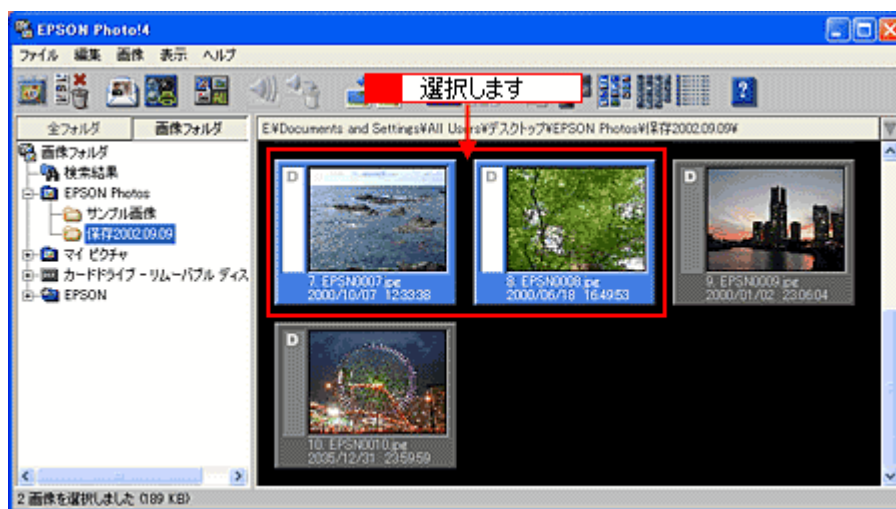 EPSON Photo!4
ファイル 編集 画像 表示 ヘルプ
選択します
全フォルダ 画像フォルダ
E:¥Documents and Settings¥All Users¥デスクトップ¥EPSON Photos¥保存2002.09.09¥
画像フォルダ
検索結果
EPSON Photos
サンプル画像
保存2002.09.09
マイ ピクチャ
カードドライブ - リムーバブル ディス
EPSON
D
7. EPSN0007.jpg
2000/10/07 12:33:38
D
8. EPSN0008.jpg
2000/06/18 16:49:53
D
9. EPSN0009.jpg
2000/01/02 23:06:04
D
10. EPSN0010.jpg
2035/12/31 23:59:59
2 画像を選択しました (189 KB)